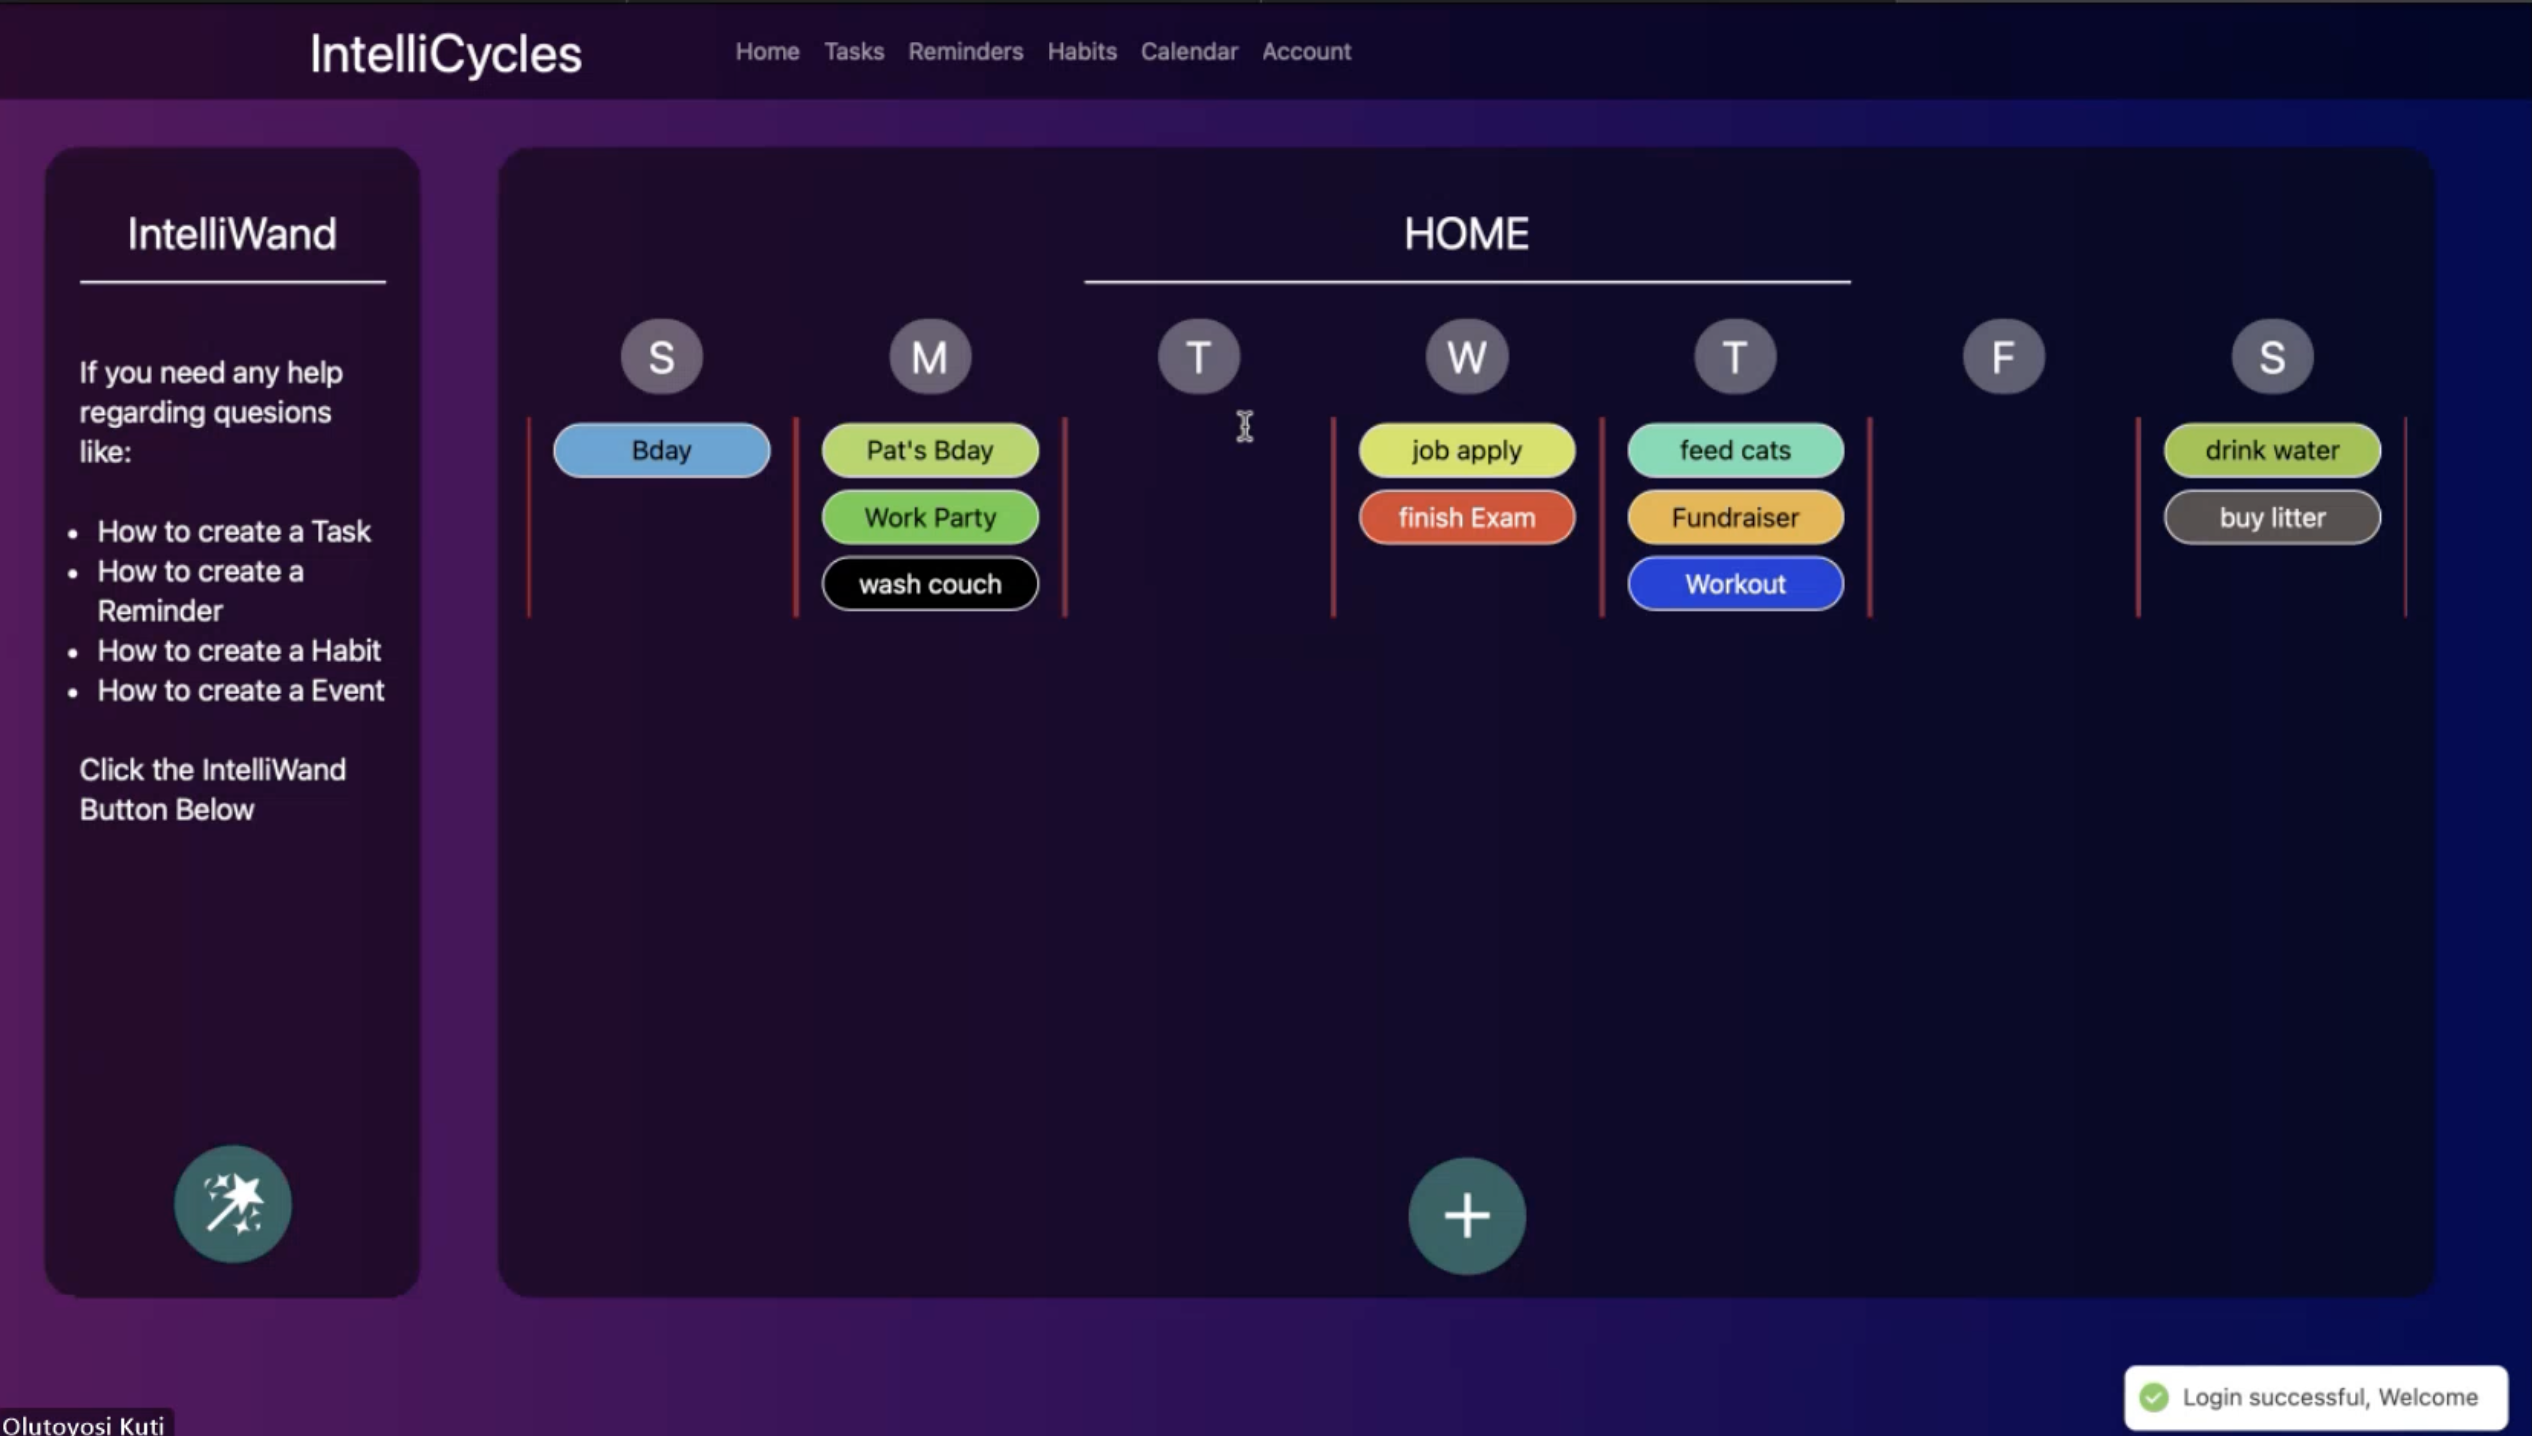 IntelliCycles
Home Tasks Reminders Habits Calendar Account
IntelliWand
If you need any help
regarding quesions
like:
How to create a Task
How to create a
Reminder
How to create a Habit
How to create a Event
Click the IntelliWand
Button Below
HOME
S M T W T F S
Bday Pat's Bday job apply feed cats drink water
Work Party finish Exam Fundraiser buy litter
wash couch Workout
Login successful, Welcome
Olutoyosi Kuti